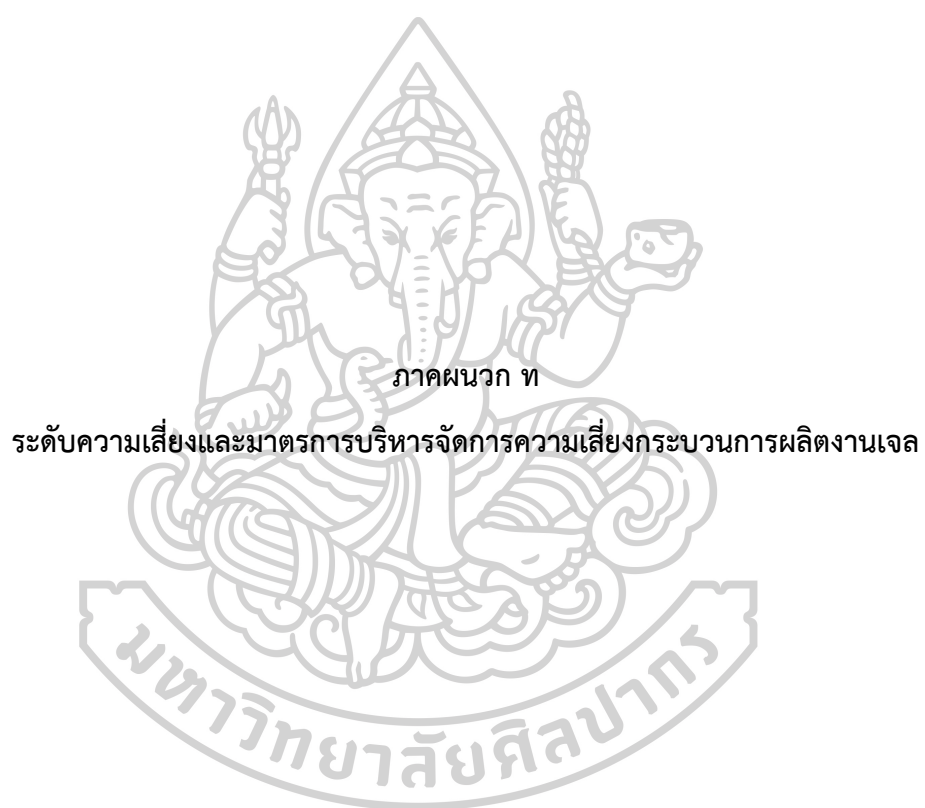 ภาคผนวก ท
ระดับความเสี่ยงและมาตรการบริหารจัดการความเสี่ยงกระบวนการผลิตงานเจล
มหาวิทยาลัยศิลปากร